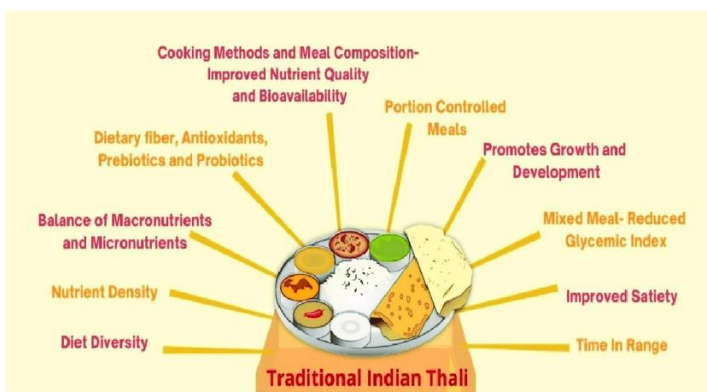 Cooking Methods and Meal Composition-
Improved Nutrient Quality
and Bioavailability
Portion Controlled
Meals
Dietary fiber, Antioxidants,
Prebiotics and Probiotics
Promotes Growth and
Development
Balance of Macronutrients
and Micronutrients
Mixed Meal- Reduced
Glycemic Index
Nutrient Density
Improved Satiety
Diet Diversity
Time In Range
Traditional Indian Thali